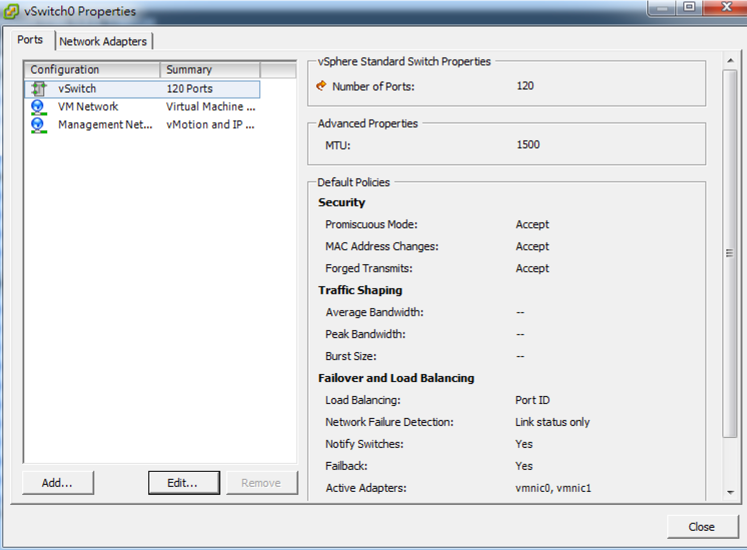 vSwitch0 Properties
Ports Network Adapters
Configuration Summary
vSwitch 120 Ports
VM Network Virtual Machine ...
Management Net... vMotion and IP ...
Add... Edit... Remove
vSphere Standard Switch Properties
Number of Ports: 120
Advanced Properties
MTU: 1500
Default Policies
Security
Promiscuous Mode: Accept
MAC Address Changes: Accept
Forged Transmits: Accept
Traffic Shaping
Average Bandwidth: --
Peak Bandwidth: --
Burst Size: --
Failover and Load Balancing
Load Balancing: Port ID
Network Failure Detection: Link status only
Notify Switches: Yes
Failback: Yes
Active Adapters: vmnic0, vmnic1
Close